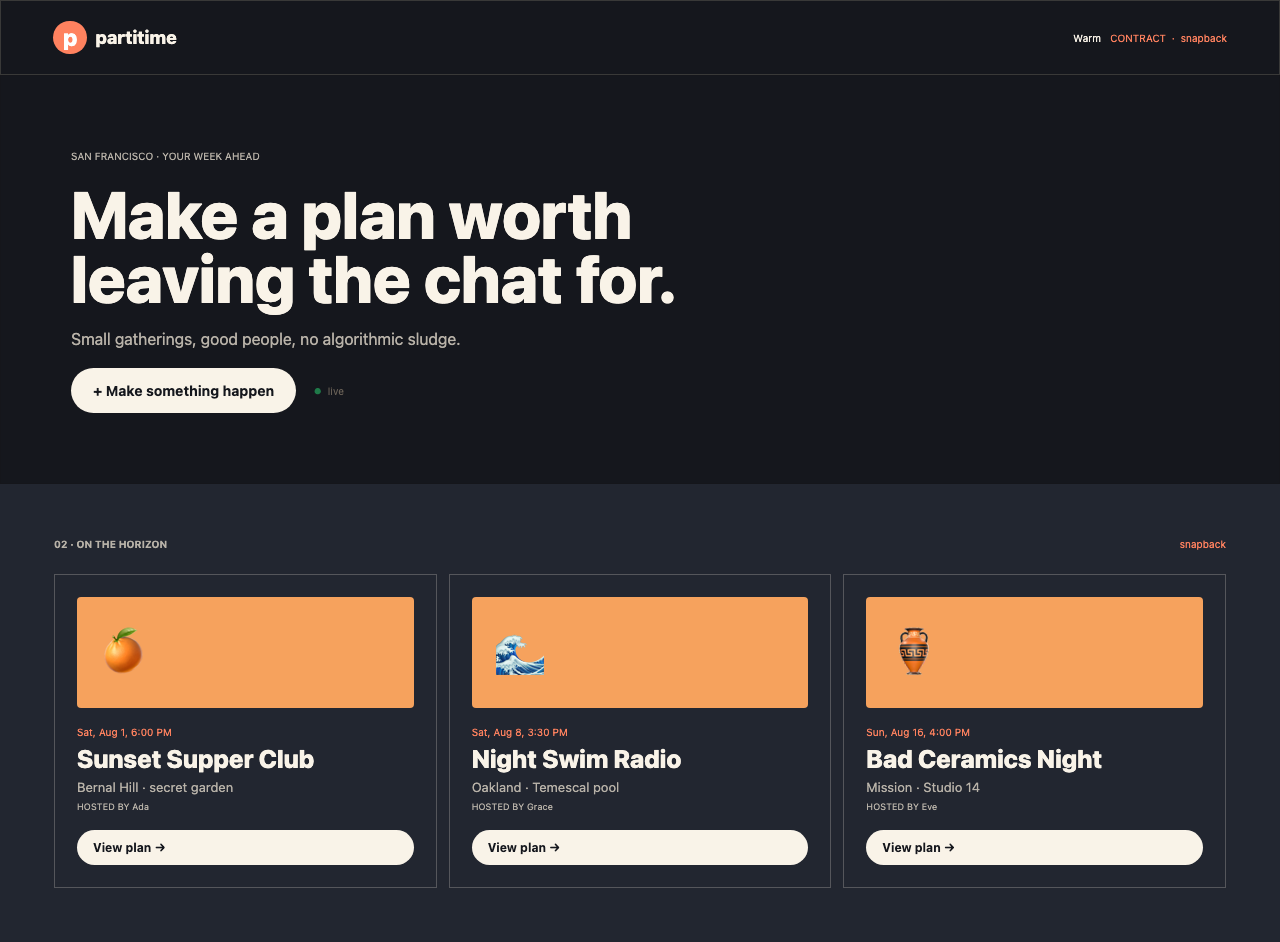 p partitime
Warm CONTRACT · snapback
SAN FRANCISCO · YOUR WEEK AHEAD
Make a plan worth
leaving the chat for.
Small gatherings, good people, no algorithmic sludge.
+ Make something happen
live
02 · ON THE HORIZON
snapback
Sat, Aug 1, 6:00 PM
Sunset Supper Club
Bernal Hill · secret garden
HOSTED BY Ada
View plan →
Sat, Aug 8, 3:30 PM
Night Swim Radio
Oakland · Temescal pool
HOSTED BY Grace
View plan →
Sun, Aug 16, 4:00 PM
Bad Ceramics Night
Mission · Studio 14
HOSTED BY Eve
View plan →